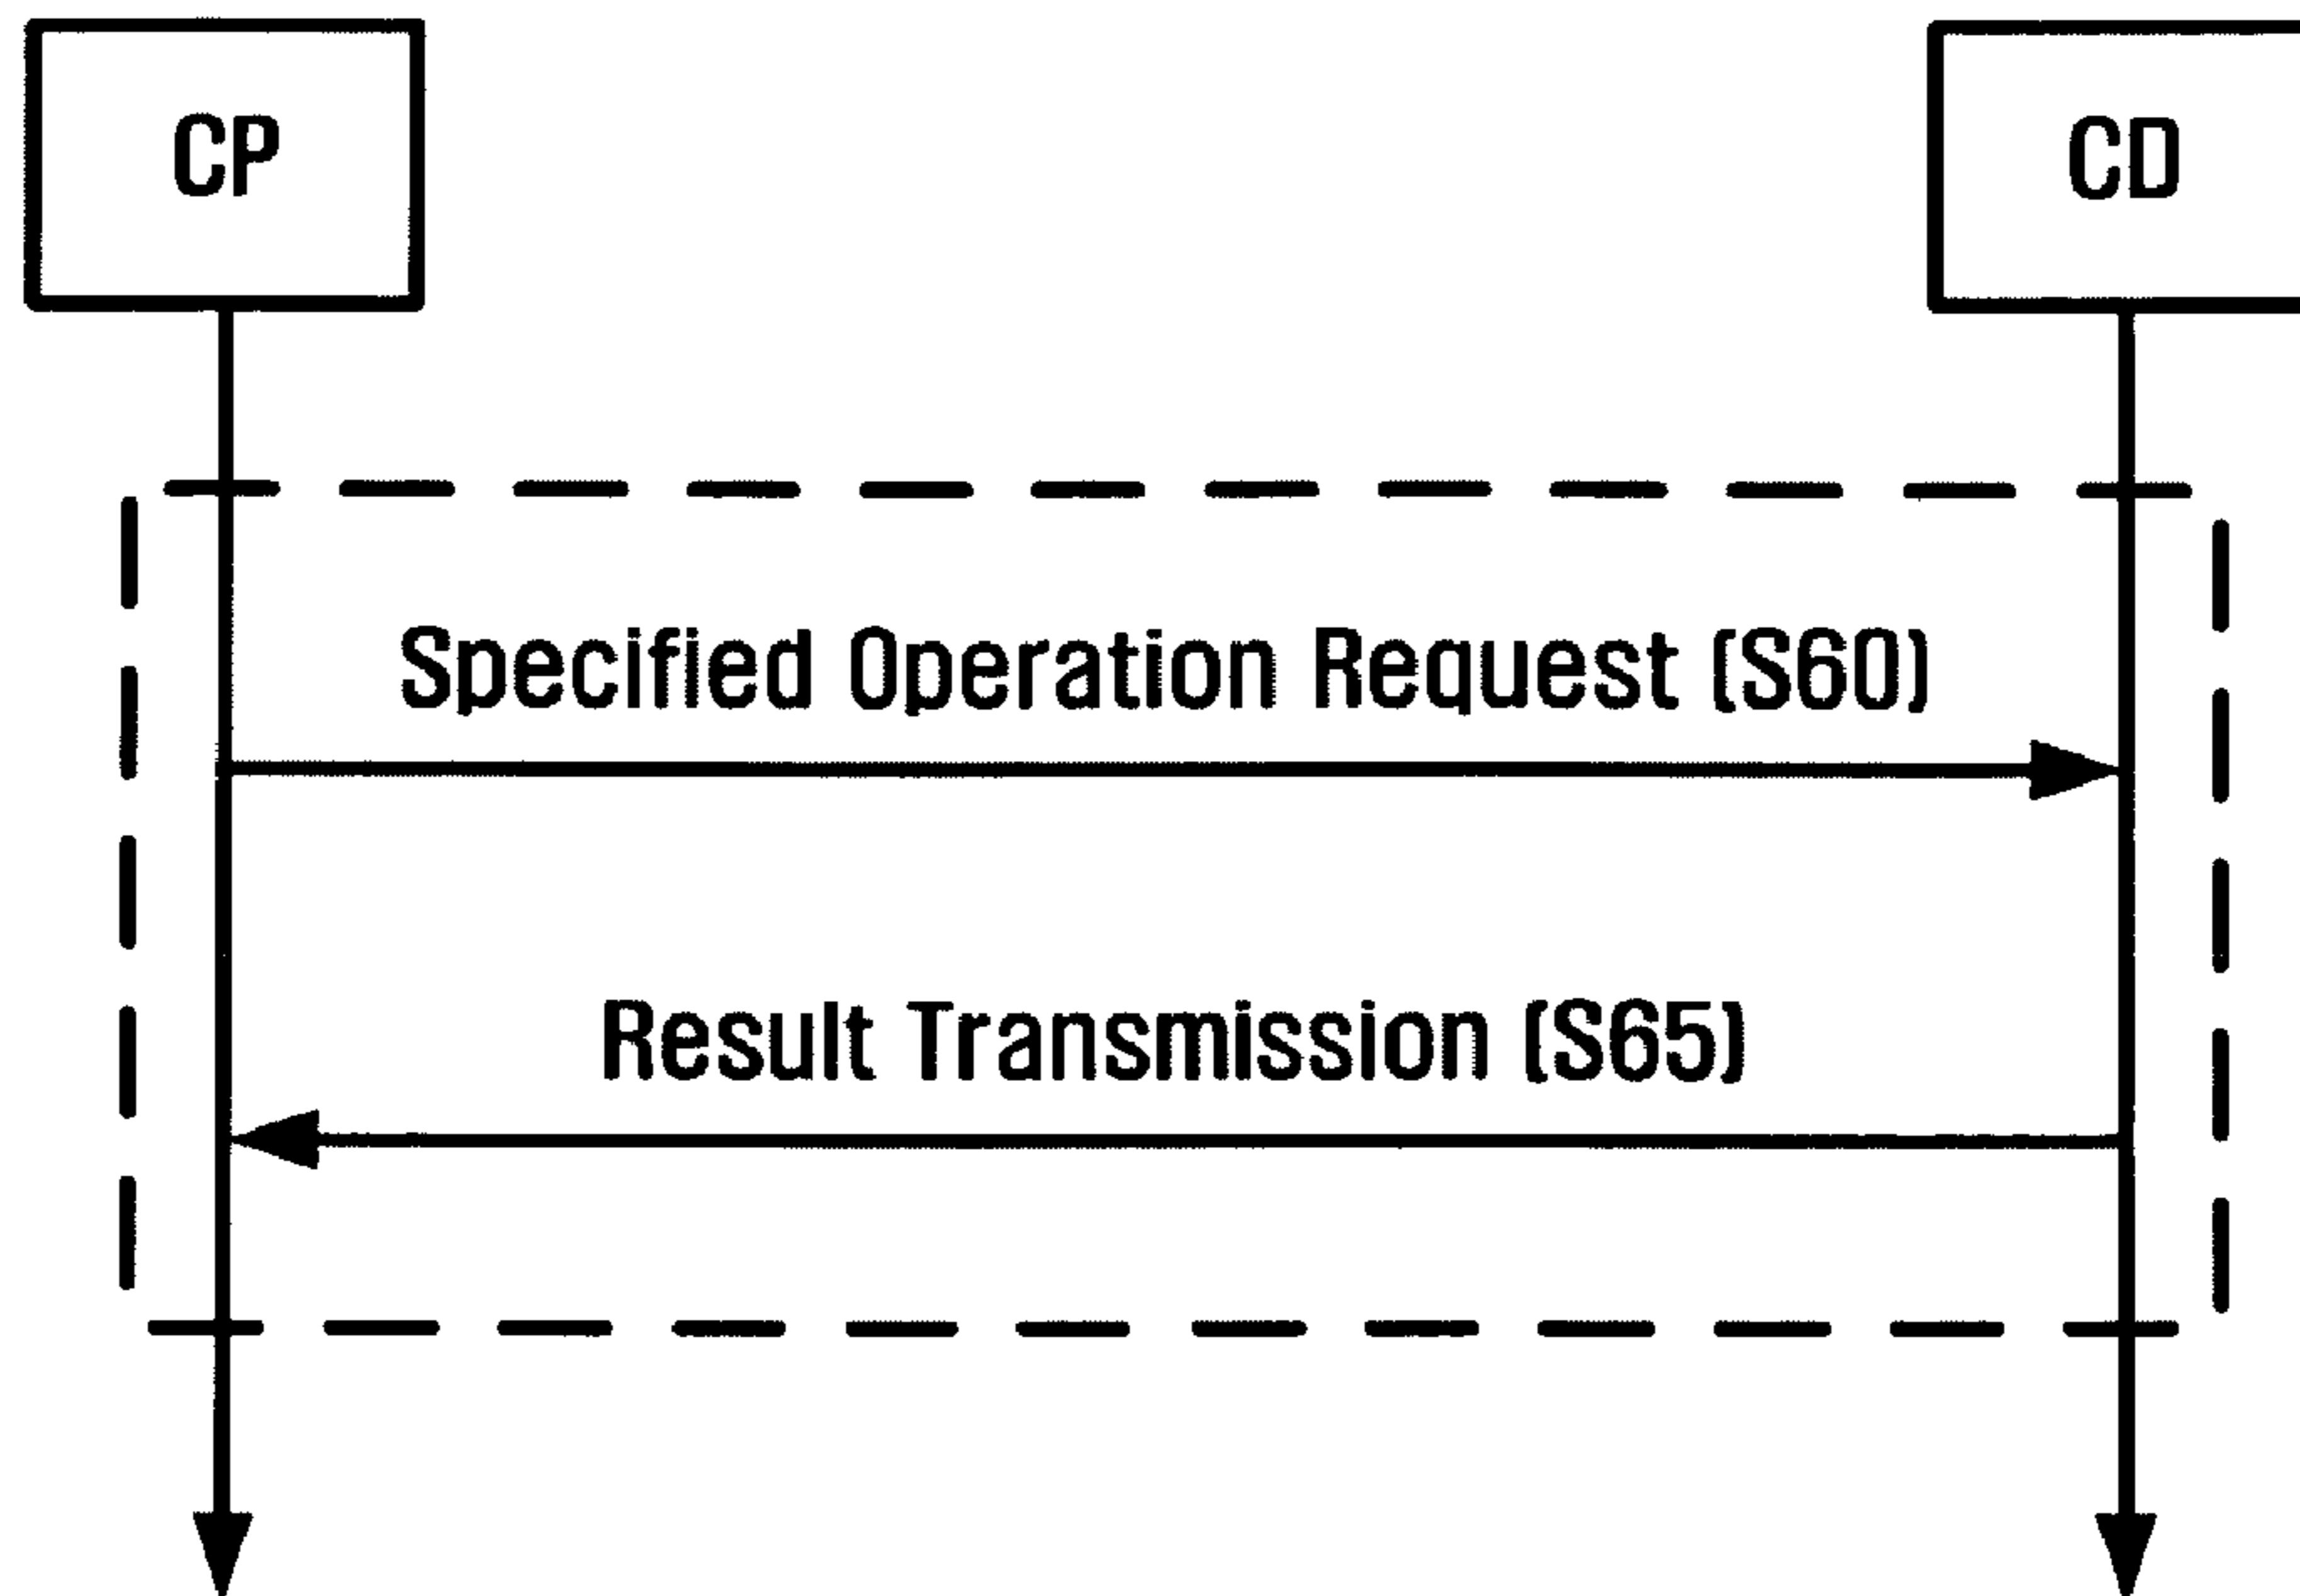 CP
CD
Specified Operation Request (S60)
Result Transmission (S65)